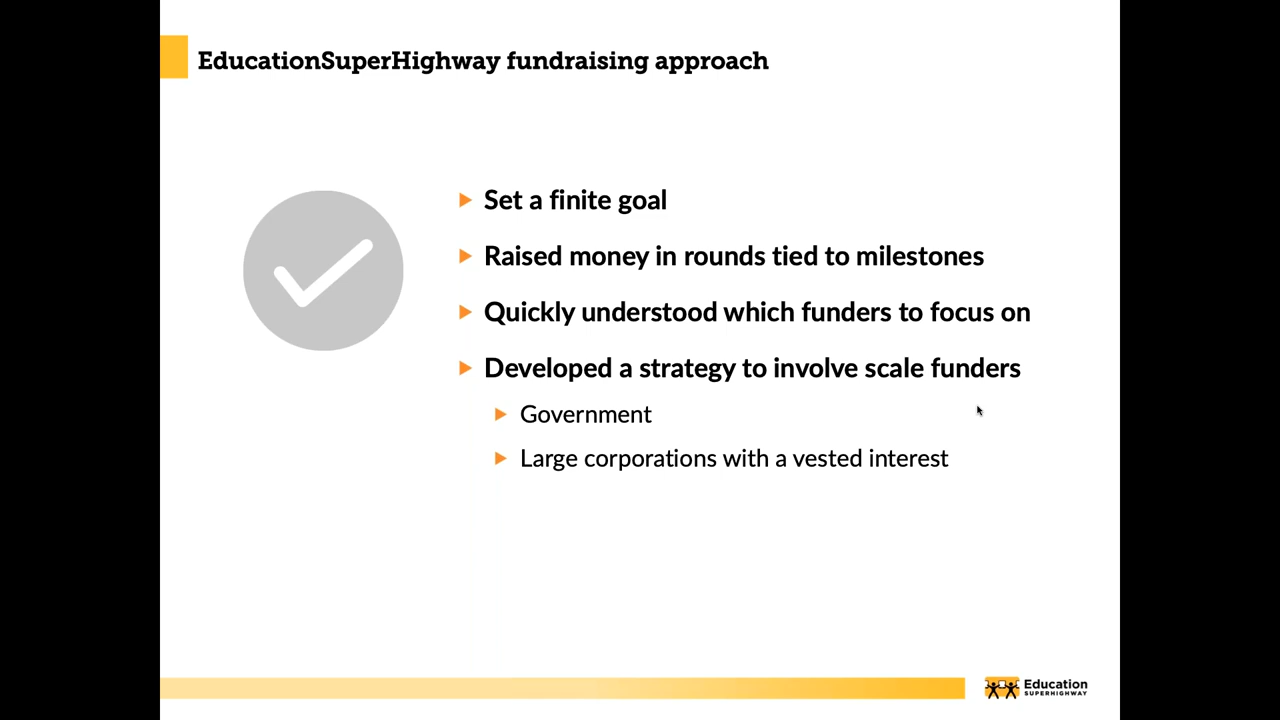 EducationSuperHighway fundraising approach
Set a finite goal
Raised money in rounds tied to milestones
Quickly understood which funders to focus on
Developed a strategy to involve scale funders
Government
Large corporations with a vested interest
Education
SUPERHIGHWAY